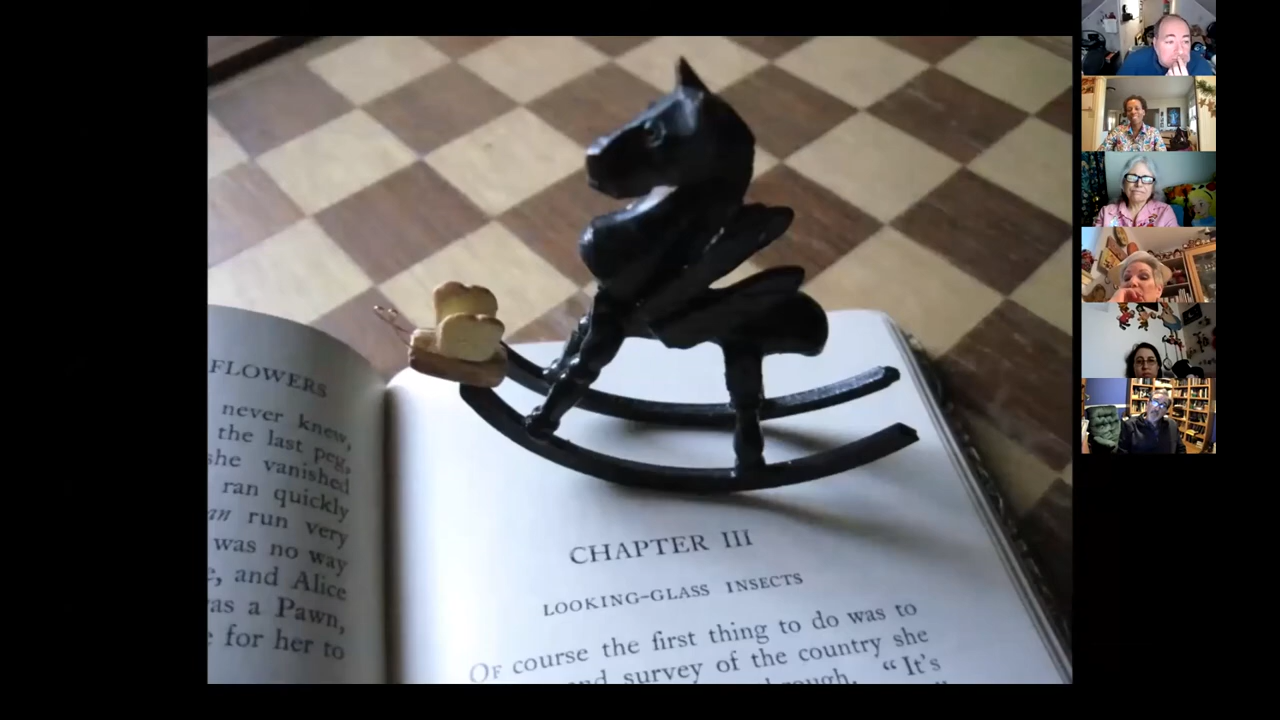 FLOWERS
never knew,
the last peg,
she vanished
ran quickly
run very
was no way
and Alice
was a Pawn,
for her to
CHAPTER III
LOOKING-GLASS INSECTS
OF course the first thing to do was to
survey of the country she
"It's